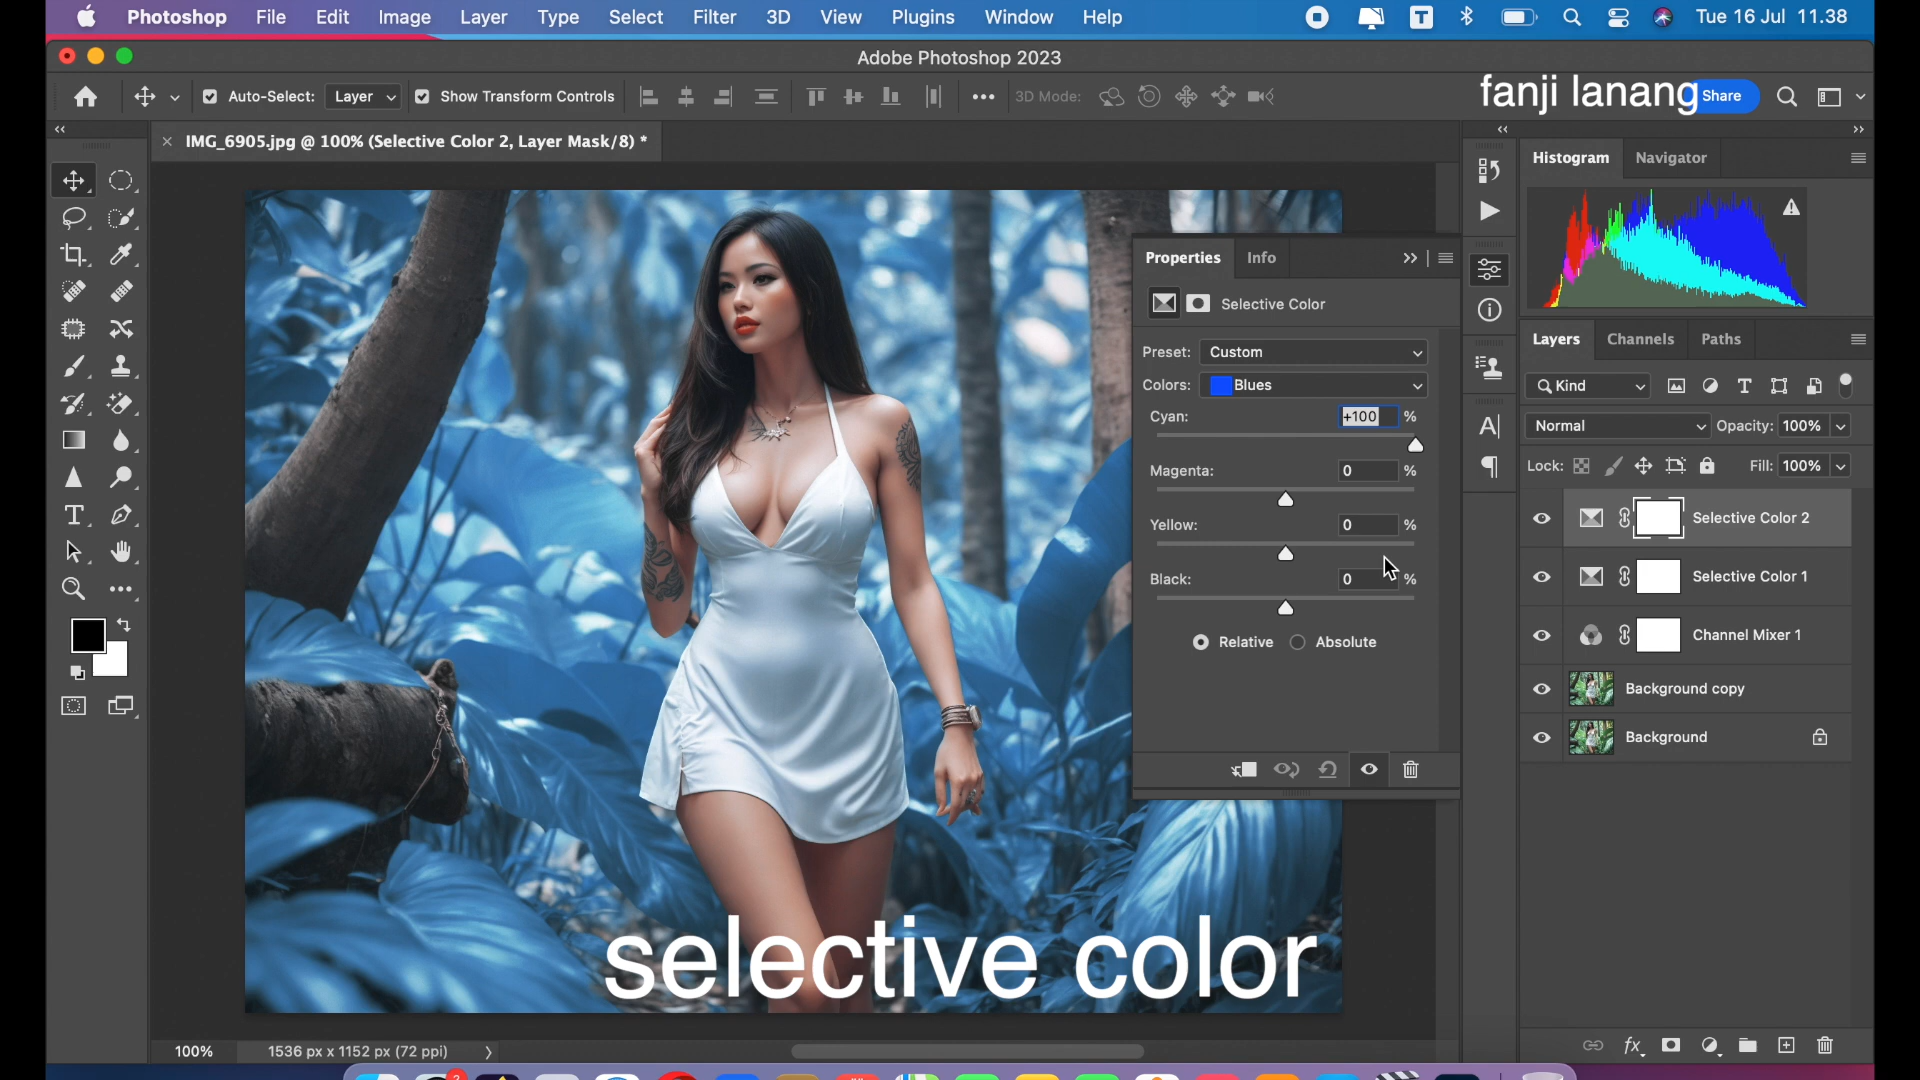 Photoshop File Edit Image Layer Type Select Filter 3D View Plugins Window Help T Tue 16 Jul 11.38
Adobe Photoshop 2023
Auto-Select: Layer Show Transform Controls 3D Mode: Share
fanji lanang
IMG_6905.jpg @ 100% (Selective Color 2, Layer Mask/8) *
Histogram Navigator
Properties Info
Selective Color
Preset: Custom
Colors: Blues
Cyan: +100 %
Magenta: 0 %
Yellow: 0 %
Black: 0 %
Relative Absolute
Layers Channels Paths
Kind
Normal Opacity: 100%
Lock: Fill: 100%
Selective Color 2
Selective Color 1
Channel Mixer 1
Background copy
Background
selective color
100% 1536 px x 1152 px (72 ppi)
fx
2